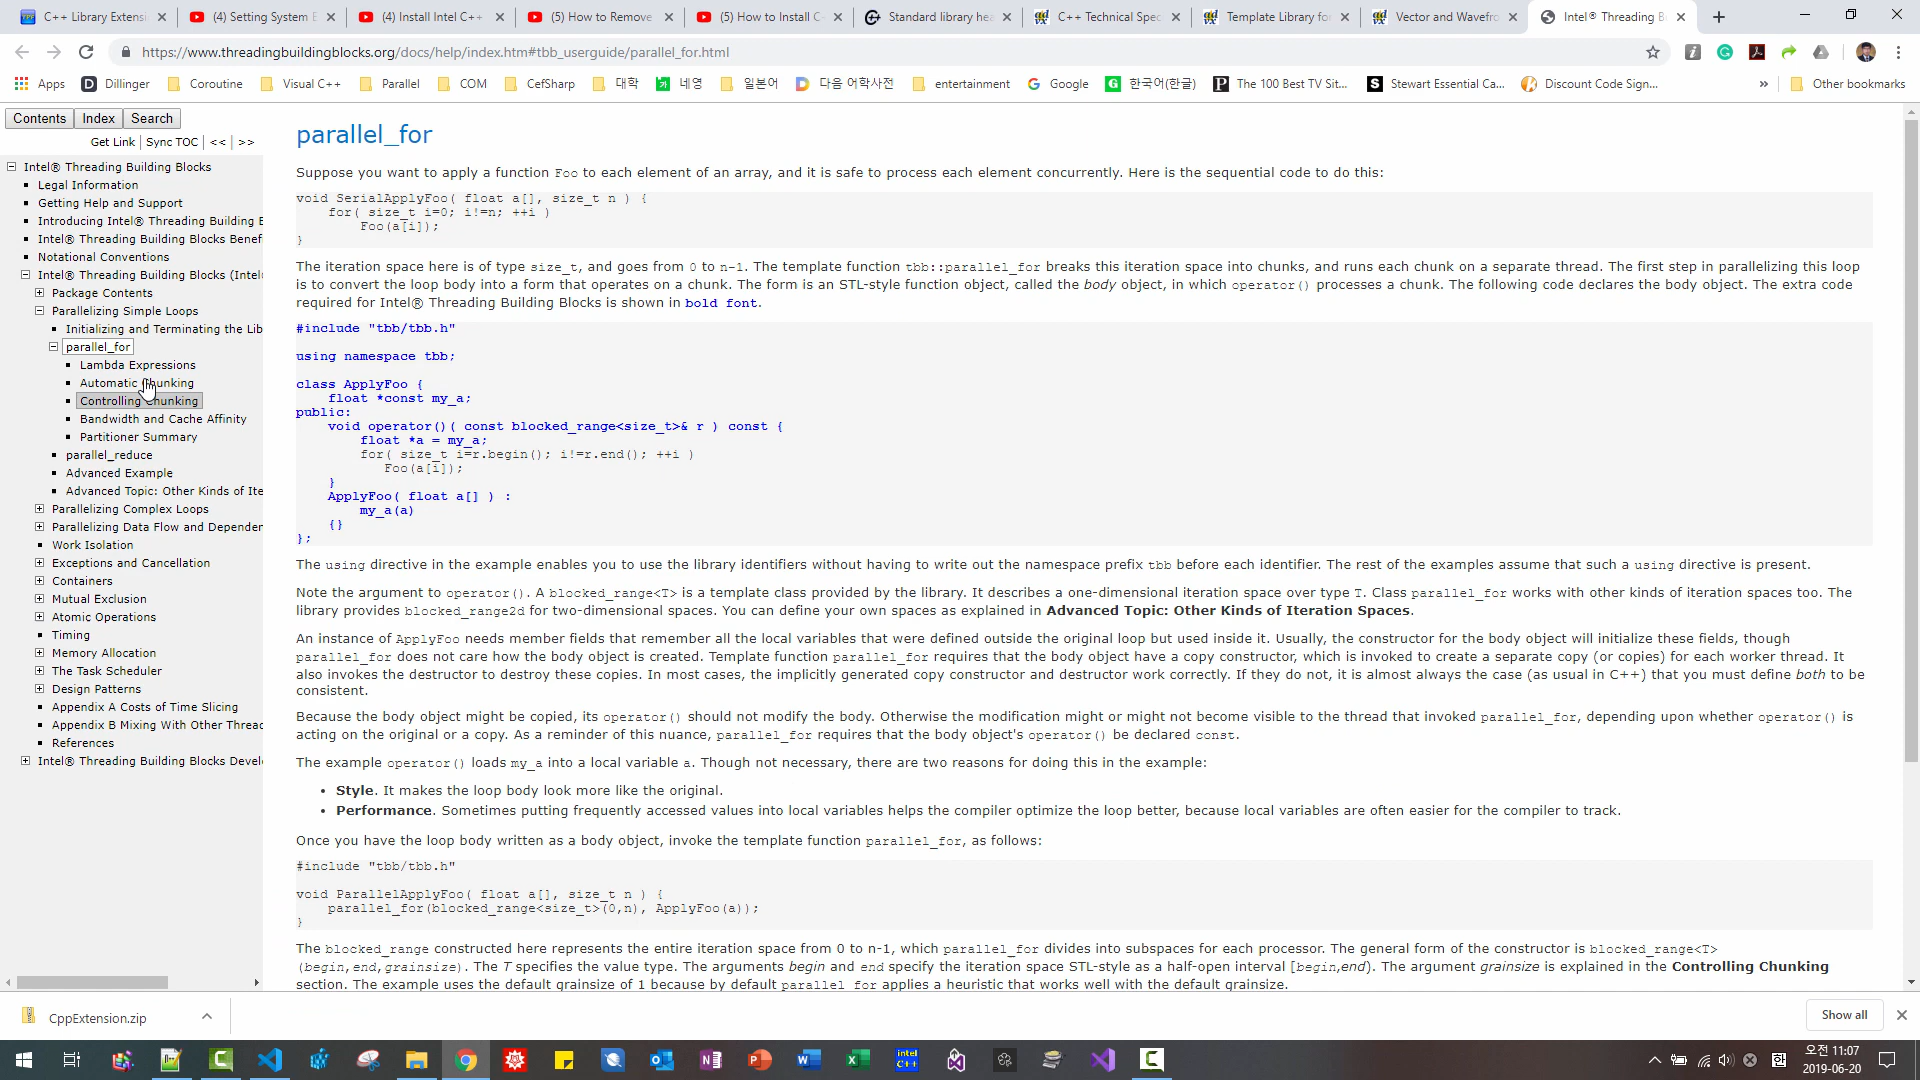 C++ Library Extensi
(4) Setting System E
(4) Install Intel C++
(5) How to Remove
(5) How to Install C
Standard library hea
C++ Technical Spec
Template Library fo
Vector and Wavefro
Intel® Threading B
https://www.threadingbuildingblocks.org/docs/help/index.htm#tbb_userguide/parallel_for.html
Apps
Dillinger
Coroutine
Visual C++
Parallel
COM
CefSharp
대학
네영
일본어
다음 어학사전
entertainment
Google
한국어(한글)
The 100 Best TV Sit...
Stewart Essential Ca...
Discount Code Sign...
»
Other bookmarks
Contents Index Search
Get Link Sync TOC << >>
Intel® Threading Building Blocks
Legal Information
Getting Help and Support
Introducing Intel® Threading Building E
Intel® Threading Building Blocks Benef
Notational Conventions
Intel® Threading Building Blocks (Intel
Package Contents
Parallelizing Simple Loops
Initializing and Terminating the Lib
parallel_for
Lambda Expressions
Automatic Chunking
Controlling Chunking
Bandwidth and Cache Affinity
Partitioner Summary
parallel_reduce
Advanced Example
Advanced Topic: Other Kinds of Ite
Parallelizing Complex Loops
Parallelizing Data Flow and Depender
Work Isolation
Exceptions and Cancellation
Containers
Mutual Exclusion
Atomic Operations
Timing
Memory Allocation
The Task Scheduler
Design Patterns
Appendix A Costs of Time Slicing
Appendix B Mixing With Other Threac
References
Intel® Threading Building Blocks Devel
parallel_for
Suppose you want to apply a function Foo to each element of an array, and it is safe to process each element concurrently. Here is the sequential code to do this:
void SerialApplyFoo( float a[], size_t n ) {
for( size_t i=0; i!=n; ++i )
Foo(a[i]);
}
The iteration space here is of type size_t, and goes from 0 to n-1. The template function tbb::parallel_for breaks this iteration space into chunks, and runs each chunk on a separate thread. The first step in parallelizing this loop
is to convert the loop body into a form that operates on a chunk. The form is an STL-style function object, called the body object, in which operator() processes a chunk. The following code declares the body object. The extra code
required for Intel® Threading Building Blocks is shown in bold font.
#include "tbb/tbb.h"
using namespace tbb;
class ApplyFoo {
float *const my_a;
public:
void operator()( const blocked_range<size_t>& r ) const {
float *a = my_a;
for( size_t i=r.begin(); i!=r.end(); ++i )
Foo(a[i]);
}
ApplyFoo( float a[] ) :
my_a(a)
{}
};
The using directive in the example enables you to use the library identifiers without having to write out the namespace prefix tbb before each identifier. The rest of the examples assume that such a using directive is present.
Note the argument to operator(). A blocked_range<T> is a template class provided by the library. It describes a one-dimensional iteration space over type T. Class parallel_for works with other kinds of iteration spaces too. The
library provides blocked_range2d for two-dimensional spaces. You can define your own spaces as explained in Advanced Topic: Other Kinds of Iteration Spaces.
An instance of ApplyFoo needs member fields that remember all the local variables that were defined outside the original loop but used inside it. Usually, the constructor for the body object will initialize these fields, though
parallel_for does not care how the body object is created. Template function parallel_for requires that the body object have a copy constructor, which is invoked to create a separate copy (or copies) for each worker thread. It
also invokes the destructor to destroy these copies. In most cases, the implicitly generated copy constructor and destructor work correctly. If they do not, it is almost always the case (as usual in C++) that you must define both to be
consistent.
Because the body object might be copied, its operator() should not modify the body. Otherwise the modification might or might not become visible to the thread that invoked parallel_for, depending upon whether operator() is
acting on the original or a copy. As a reminder of this nuance, parallel_for requires that the body object's operator() be declared const.
The example operator() loads my_a into a local variable a. Though not necessary, there are two reasons for doing this in the example:
• Style. It makes the loop body look more like the original.
• Performance. Sometimes putting frequently accessed values into local variables helps the compiler optimize the loop better, because local variables are often easier for the compiler to track.
Once you have the loop body written as a body object, invoke the template function parallel_for, as follows:
#include "tbb/tbb.h"
void ParallelApplyFoo( float a[], size_t n ) {
parallel_for(blocked_range<size_t>(0,n), ApplyFoo(a));
}
The blocked_range constructed here represents the entire iteration space from 0 to n-1, which parallel_for divides into subspaces for each processor. The general form of the constructor is blocked_range<T>
(begin,end,grainsize). The T specifies the value type. The arguments begin and end specify the iteration space STL-style as a half-open interval [begin,end). The argument grainsize is explained in the Controlling Chunking
section. The example uses the default grainsize of 1 because by default parallel_for applies a heuristic that works well with the default grainsize.
CppExtension.zip
Show all
intel C++
오전 11:07
2019-06-20